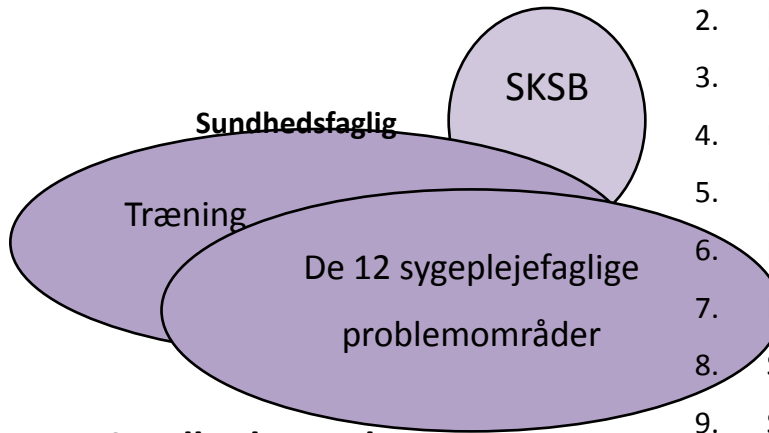 SKSB
Sundhedsfaglig
Træning
De 12 sygeplejefaglige
problemområder
2.
3.
4.
5.
6.
7.
8.
9.